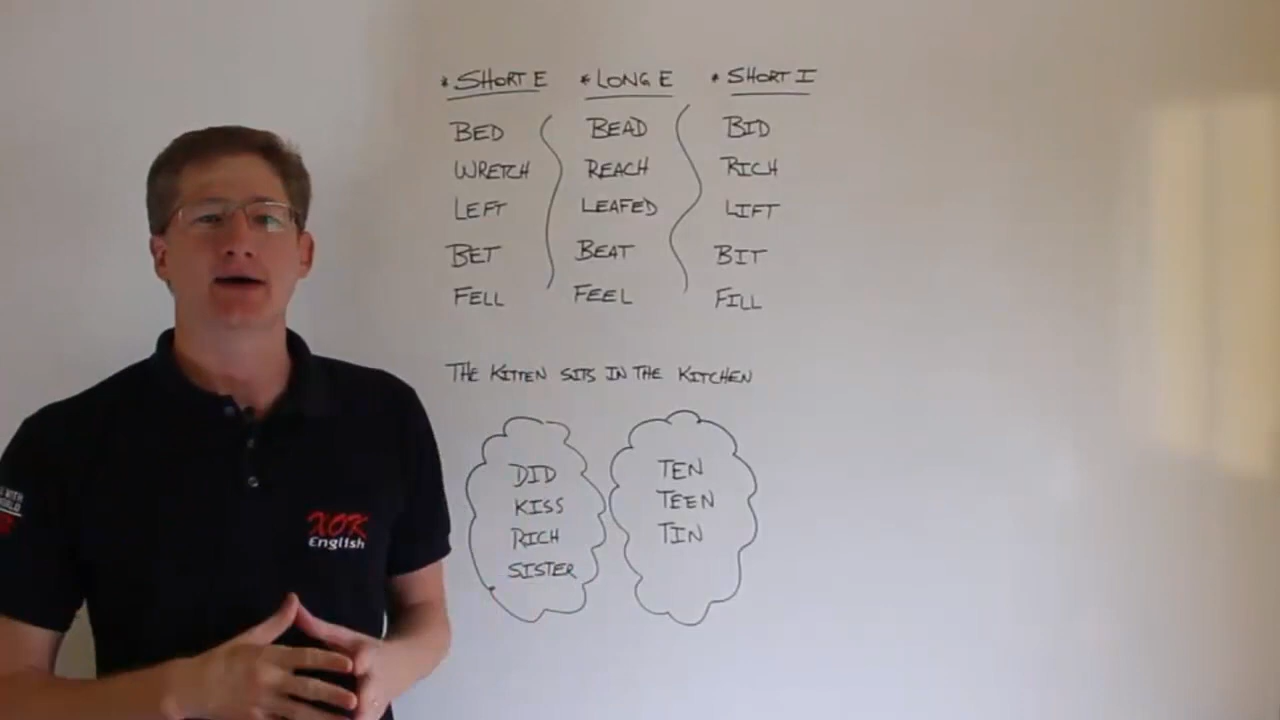 * SHORT E * LONG E * SHORT I
BED BEAD BID
WRETCH REACH RICH
LEFT LEAFED LIFT
BET BEAT BIT
FELL FEEL FILL
THE KITTEN SITS IN THE KITCHEN
DID
KISS
RICH
SISTER
TEN
TEEN
TIN
XOK
English